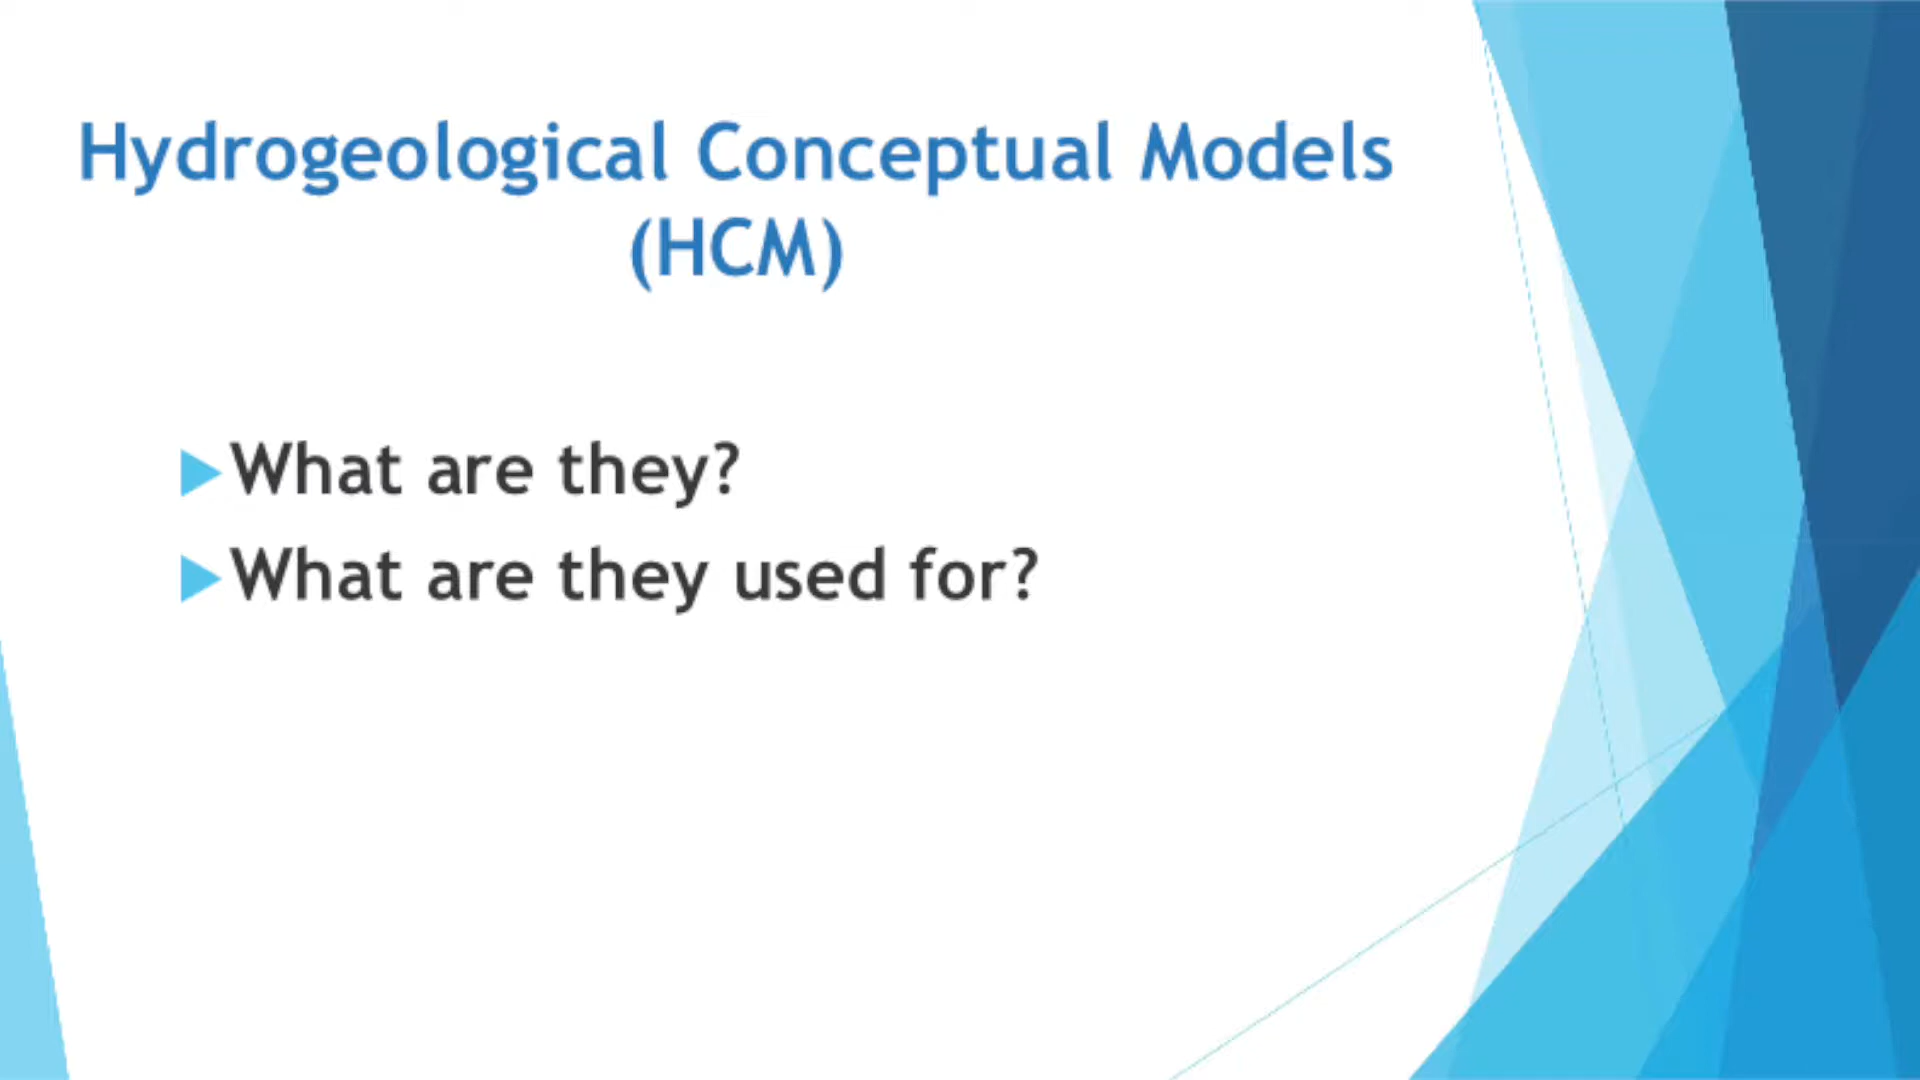 Hydrogeological Conceptual Models
(HCM)
What are they?
What are they used for?